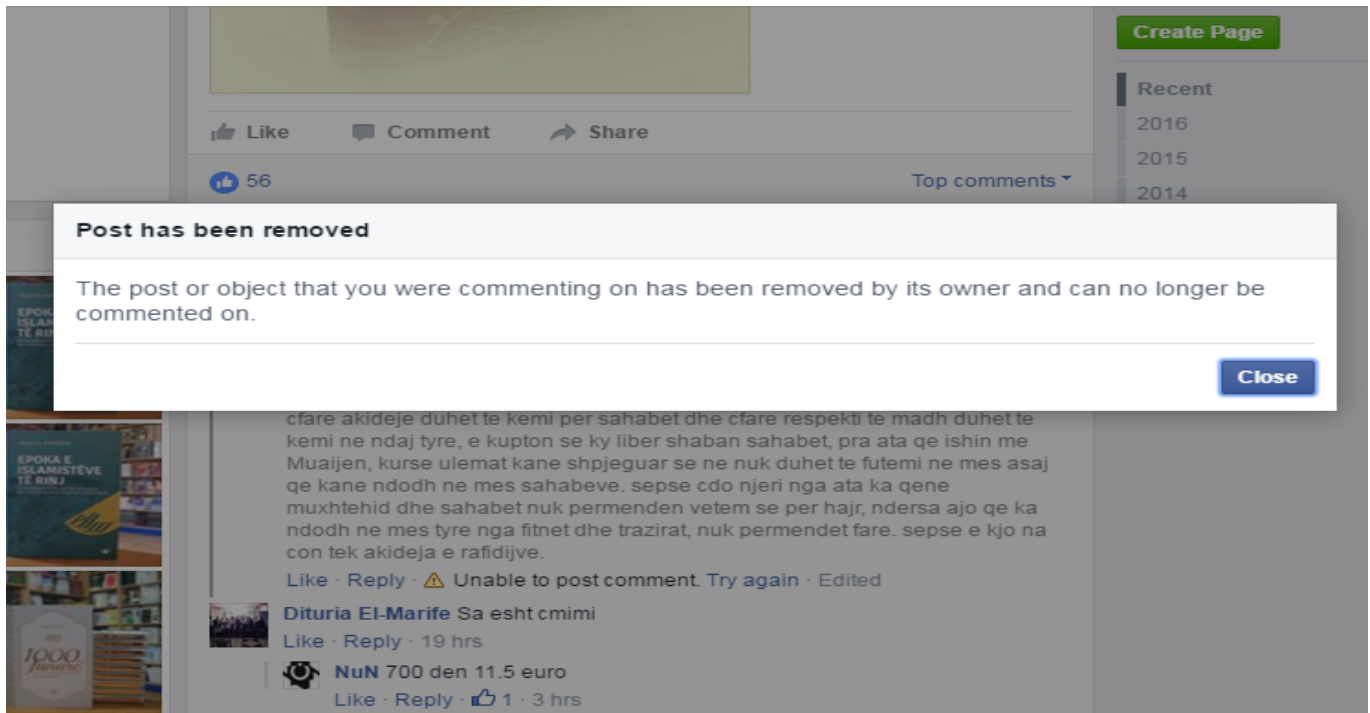 Create Page
Recent
2016
2015
2014
Like Comment Share
56 Top comments
Post has been removed
The post or object that you were commenting on has been removed by its owner and can no longer be
commented on.
Close
cfare akideje duhet te kemi per sahabet dhe cfare respekti te madh duhet te
kemi ne ndaj tyre, e kupton se ky liber shaban sahabet, pra ata qe ishin me
Muaijen, kurse ulemat kane shpjeguar se ne nuk duhet te futemi ne mes asaj
qe kane ndodh ne mes sahabeve. sepse cdo njeri nga ata ka qene
muxhtehid dhe sahabet nuk permenden vetem se per hajr, ndersa ajo qe ka
ndodh ne mes tyre nga fitnet dhe trazirat, nuk permendet fare. sepse e kjo na
con tek akideja e rafidijve.
Like · Reply · Unable to post comment. Try again · Edited
Dituria El-Marife Sa esht cmimi
Like · Reply · 19 hrs
NuN 700 den 11.5 euro
Like · Reply · 1 · 3 hrs
EPOKA E
ISLAMISTËVE
TË RINJ
1000